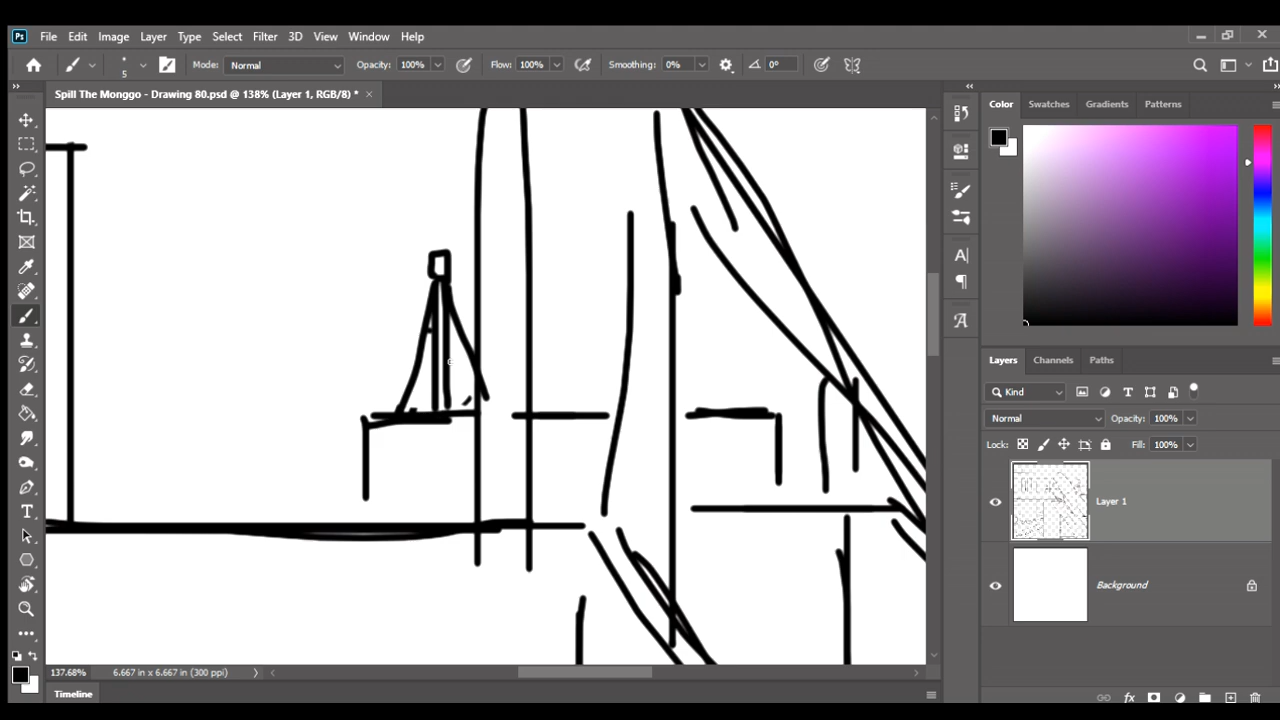 Ps File Edit Image Layer Type Select Filter 3D View Window Help
5 Mode: Normal Opacity: 100% Flow: 100% Smoothing: 0% 0°
Spill The Monggo - Drawing 80.psd @ 138% (Layer 1, RGB/8) * ×
Color Swatches Gradients Patterns
Layers Channels Paths
Kind
Normal Opacity: 100%
Lock: Fill: 100%
Layer 1
Background
137.68% 6.667 in x 6.667 in (300 ppi)
Timeline